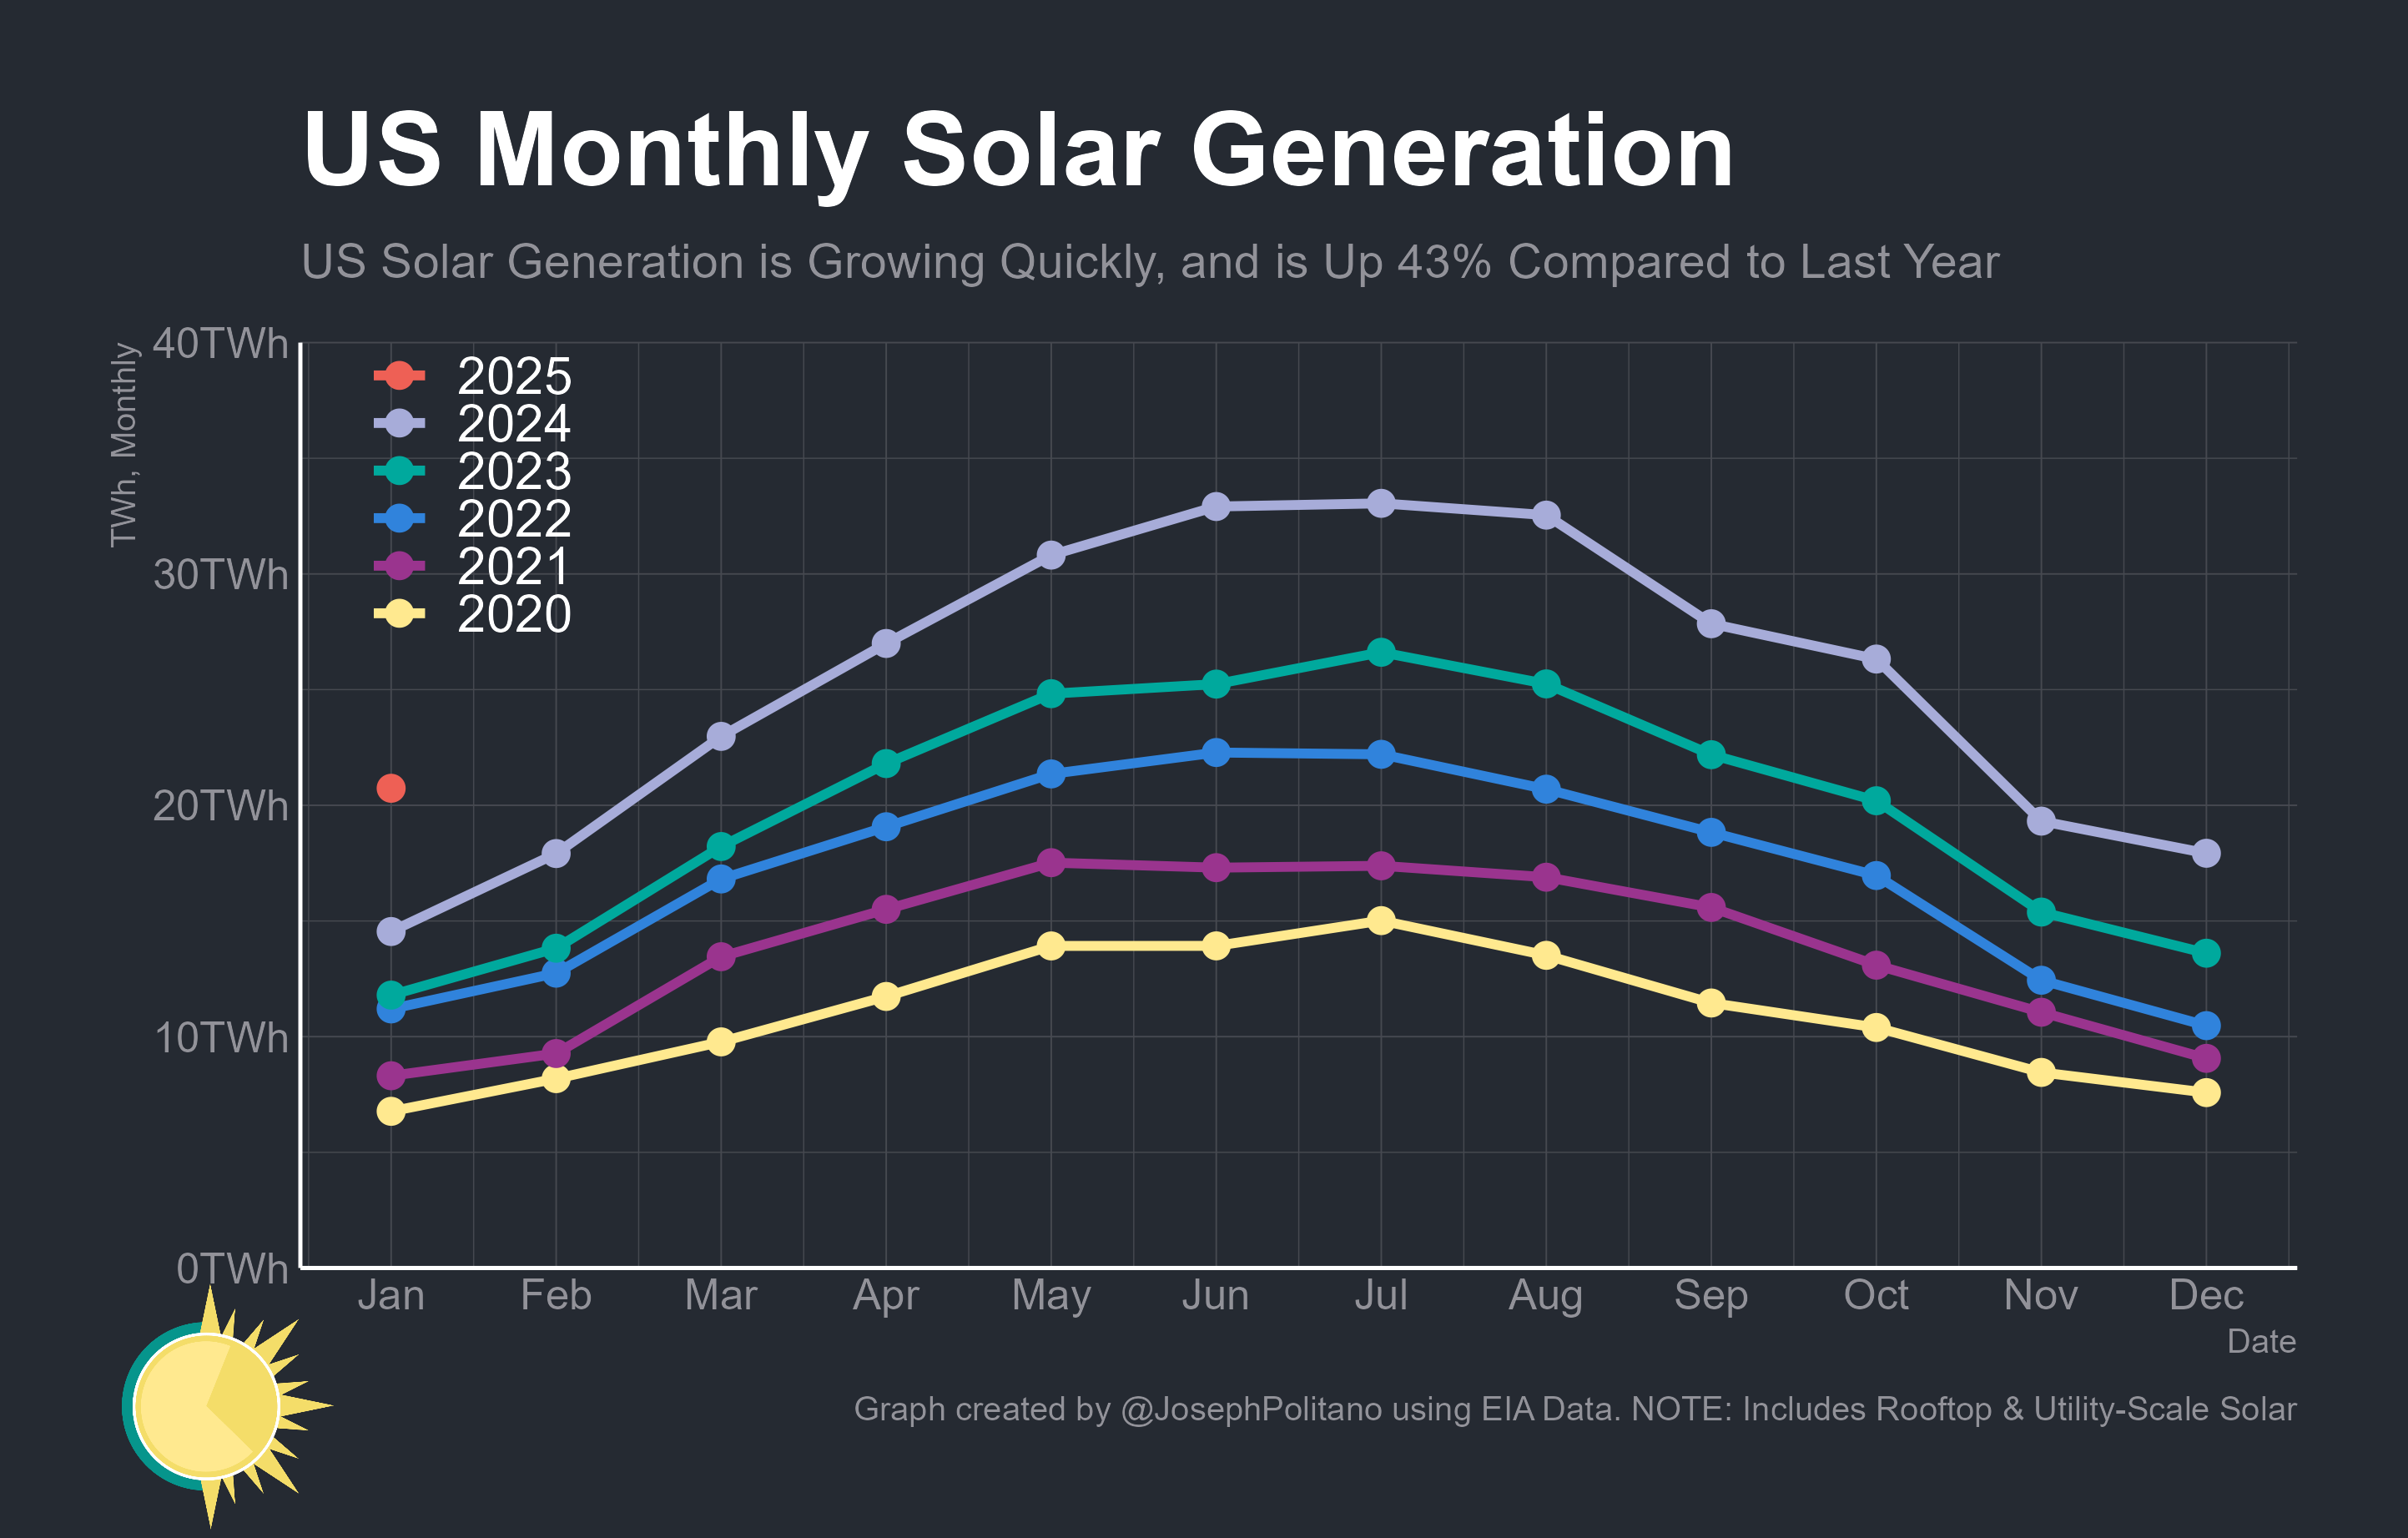 US Monthly Solar Generation
US Solar Generation is Growing Quickly, and is Up 43% Compared to Last Year
TWh, Monthly
40TWh
30TWh
20TWh
10TWh
0TWh
2025
2024
2023
2022
2021
2020
Jan Feb Mar Apr May Jun Jul Aug Sep Oct Nov Dec
Date
Graph created by @JosephPolitano using EIA Data. NOTE: Includes Rooftop & Utility-Scale Solar